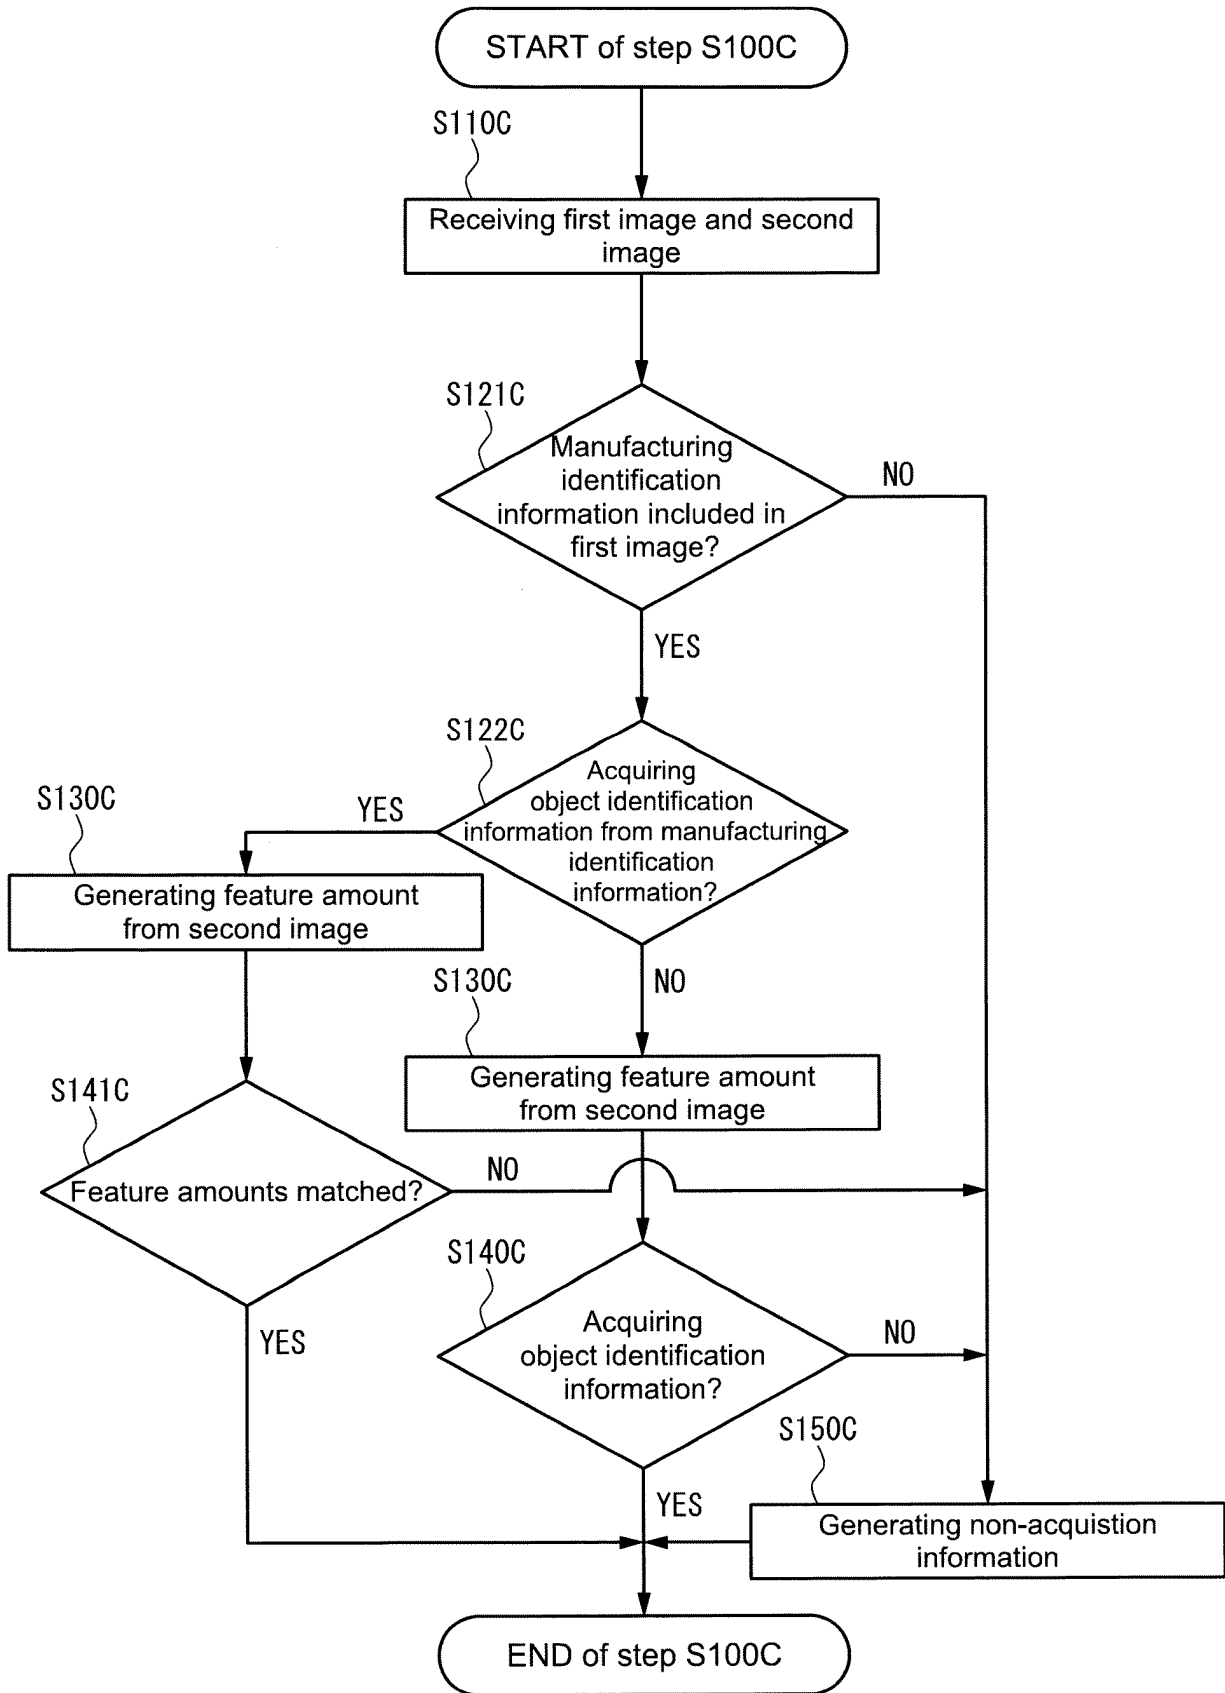 START of step S100C
S110C
Receiving first image and second
image
S121C
Manufacturing
identification
information included in
first image?
NO
YES
S122C
Acquiring
object identification
information from manufacturing
identification
information?
YES
S130C
Generating feature amount
from second image
NO
S130C
Generating feature amount
from second image
S141C
Feature amounts matched?
NO
YES
S140C
Acquiring
object identification
information?
NO
YES
S150C
Generating non-acquistion
information
END of step S100C